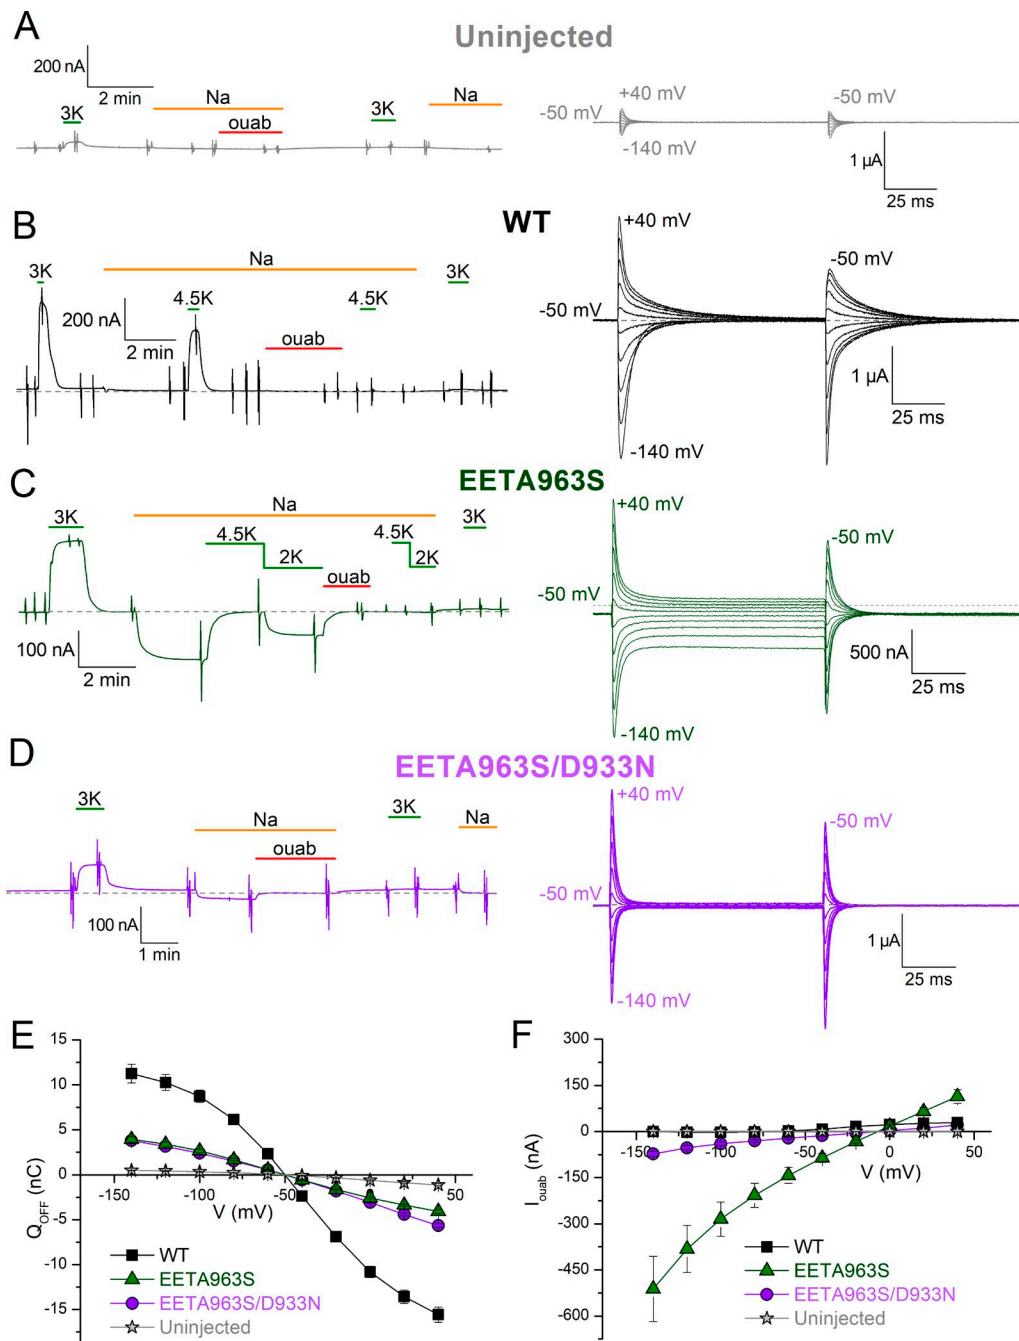 A
Uninjected
200 nA
2 min
Na
Na
3K
3K
ouab
-50 mV
+40 mV
-50 mV
-140 mV
1 µA
25 ms
B
WT
3K
Na
3K
4.5K
4.5K
200 nA
2 min
ouab
+40 mV
-50 mV
-50 mV
1 µA
25 ms
-140 mV
C
EETA963S
3K
Na
3K
4.5K
4.5K
2K
2K
ouab
100 nA
2 min
+40 mV
-50 mV
-50 mV
500 nA
25 ms
-140 mV
D
EETA963S/D933N
3K
3K
Na
Na
ouab
100 nA
1 min
+40 mV
-50 mV
-50 mV
1 µA
25 ms
-140 mV
E
15
10
5
0
-5
-10
-15
-150
-100
-50
0
50
V (mV)
Q_OFF (nC)
WT
EETA963S
EETA963S/D933N
Uninjected
F
300
150
0
-150
-300
-450
-600
-150
-100
-50
0
50
V (mV)
I_ouab (nA)
WT
EETA963S
EETA963S/D933N
Uninjected